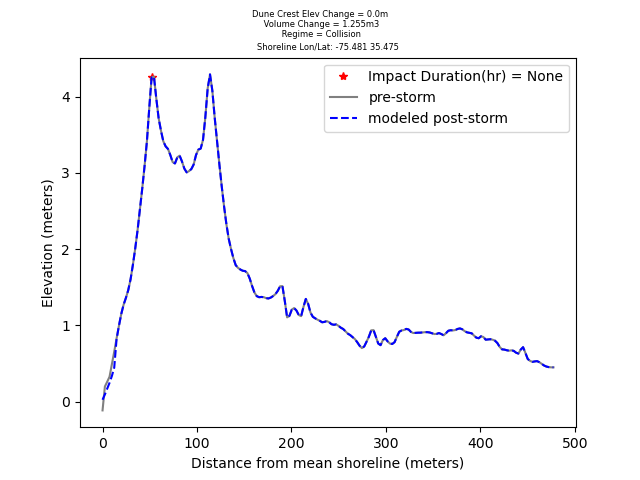 Dune Crest Elev Change = 0.0m
Volume Change = 1.255m3
Regime = Collision
Shoreline Lon/Lat: -75.481 35.475
Impact Duration(hr) = None
pre-storm
modeled post-storm
Elevation (meters)
4
3
2
1
0
0 100 200 300 400 500
Distance from mean shoreline (meters)